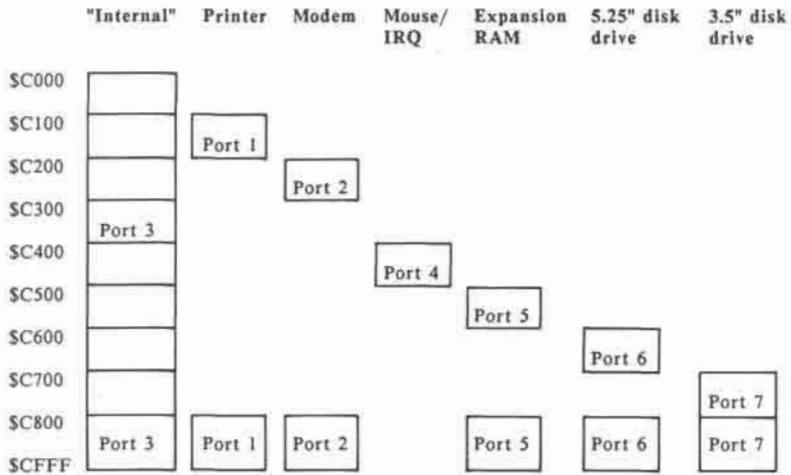 "Internal" Printer Modem Mouse/ Expansion 5.25" disk 3.5" disk
IRQ RAM drive drive
$C000
$C100
Port 1
$C200
Port 2
$C300
Port 3
$C400
Port 4
$C500
Port 5
$C600
Port 6
$C700
Port 7
$C800
Port 3 Port 1 Port 2 Port 5 Port 6 Port 7
$CFFF